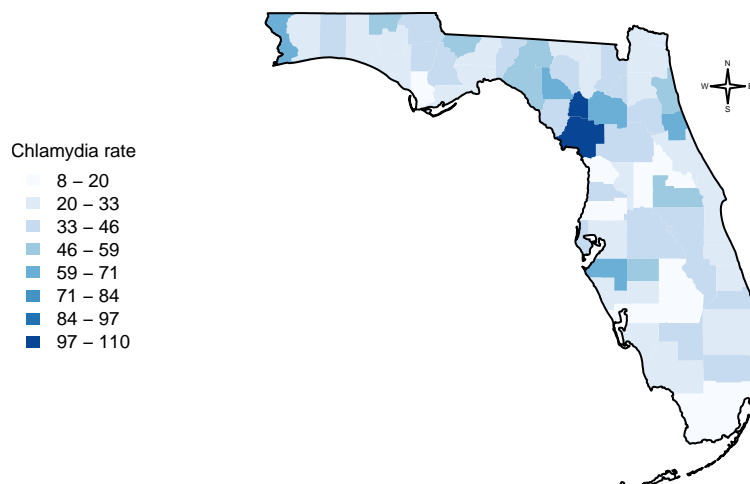 N
W E
S
Chlamydia rate
8 – 20
20 – 33
33 – 46
46 – 59
59 – 71
71 – 84
84 – 97
97 – 110